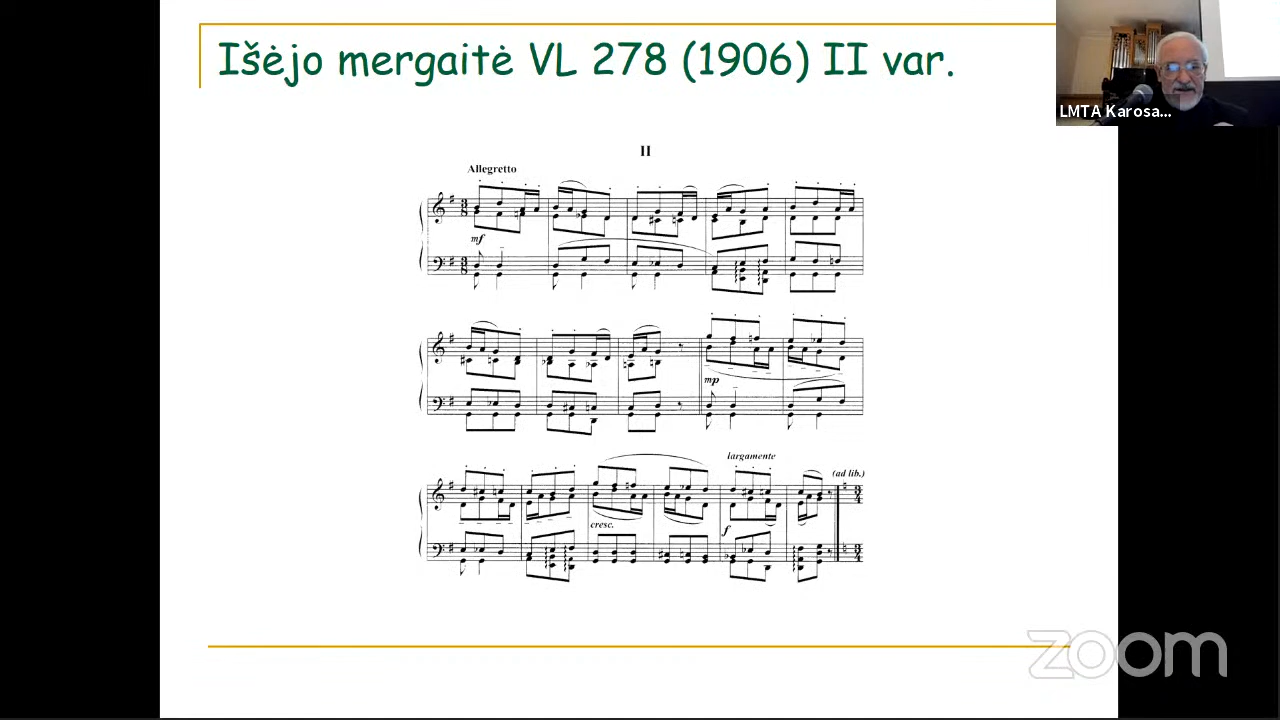 Išėjo mergaitė VL 278 (1906) II var.
LMTA Karosa...
II
Allegretto
mf
mp
largamente
(ad lib.)
cresc.
f
zoom